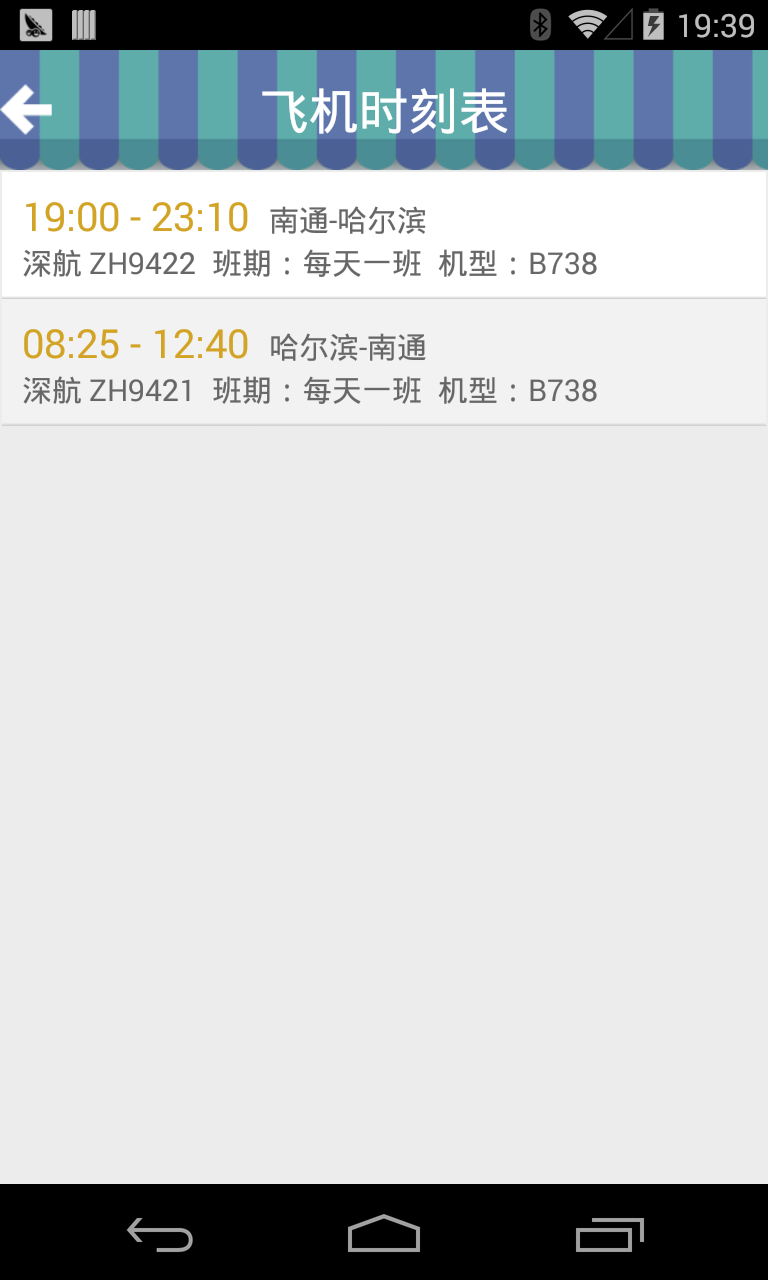 19:39
飞机时刻表
19:00 - 23:10 南通-哈尔滨
深航 ZH9422 班期：每天一班 机型：B738
08:25 - 12:40 哈尔滨-南通
深航 ZH9421 班期：每天一班 机型：B738